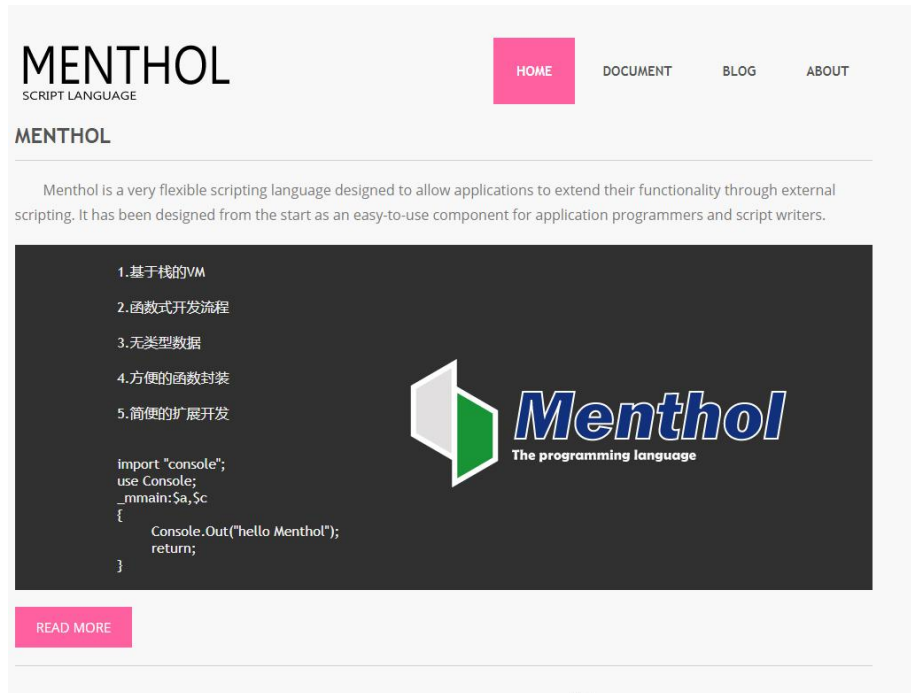 MENTHOL
SCRIPT LANGUAGE
HOME DOCUMENT BLOG ABOUT
MENTHOL
Menthol is a very flexible scripting language designed to allow applications to extend their functionality through external
scripting. It has been designed from the start as an easy-to-use component for application programmers and script writers.
1.基于栈的VM
2.函数式开发流程
3.无类型数据
4.方便的函数封装
5.简便的扩展开发
import "console";
use Console;
_mmain:$a,$c
{
Console.Out("hello Menthol");
return;
}
Menthol
The programming language
READ MORE